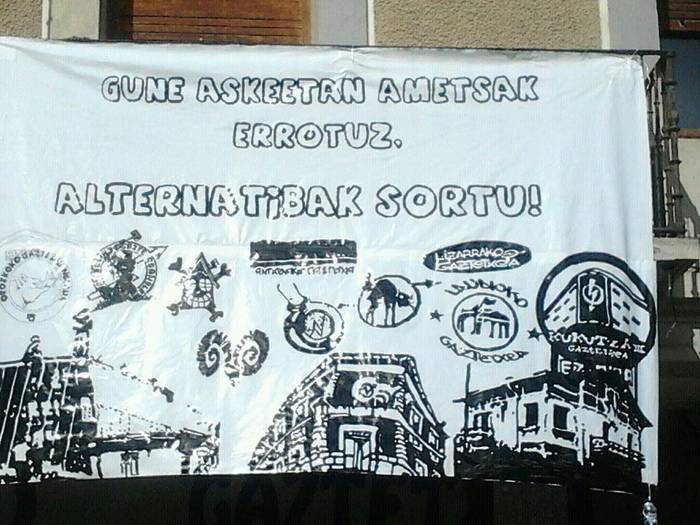 GUNE ASKEETAN AMETSAK
ERROTUZ.
ALTERNATiBAK SORTU!
LIZARRAKO
GAZTETXEA
GAZTETXEA
KUKUTZA III
GAZTETXEA